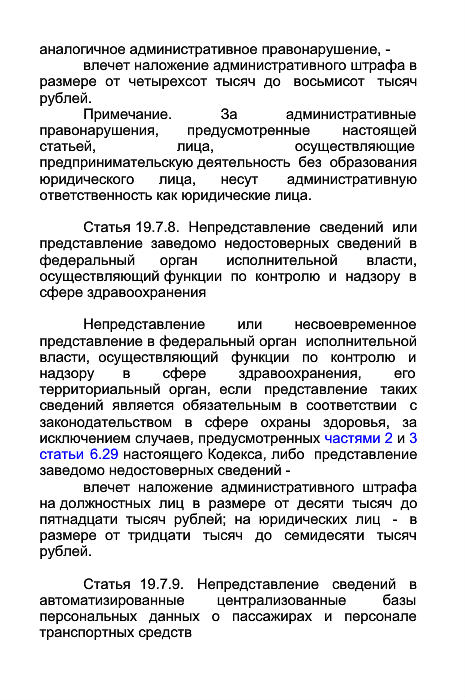 аналогичное административное правонарушение, -
влечет наложение административного штрафа в
размере от четырехсот тысяч до восьмисот тысяч
рублей.
Примечание. За административные
правонарушения, предусмотренные настоящей
статьей, лица, осуществляющие
предпринимательскую деятельность без образования
юридического лица, несут административную
ответственность как юридические лица.
Статья 19.7.8. Непредставление сведений или
представление заведомо недостоверных сведений в
федеральный орган исполнительной власти,
осуществляющий функции по контролю и надзору в
сфере здравоохранения
Непредставление или несвоевременное
представление в федеральный орган исполнительной
власти, осуществляющий функции по контролю и
надзору в сфере здравоохранения, его
территориальный орган, если представление таких
сведений является обязательным в соответствии с
законодательством в сфере охраны здоровья, за
исключением случаев, предусмотренных частями 2 и 3
статьи 6.29 настоящего Кодекса, либо представление
заведомо недостоверных сведений -
влечет наложение административного штрафа
на должностных лиц в размере от десяти тысяч до
пятнадцати тысяч рублей; на юридических лиц - в
размере от тридцати тысяч до семидесяти тысяч
рублей.
Статья 19.7.9. Непредставление сведений в
автоматизированные централизованные базы
персональных данных о пассажирах и персонале
транспортных средств